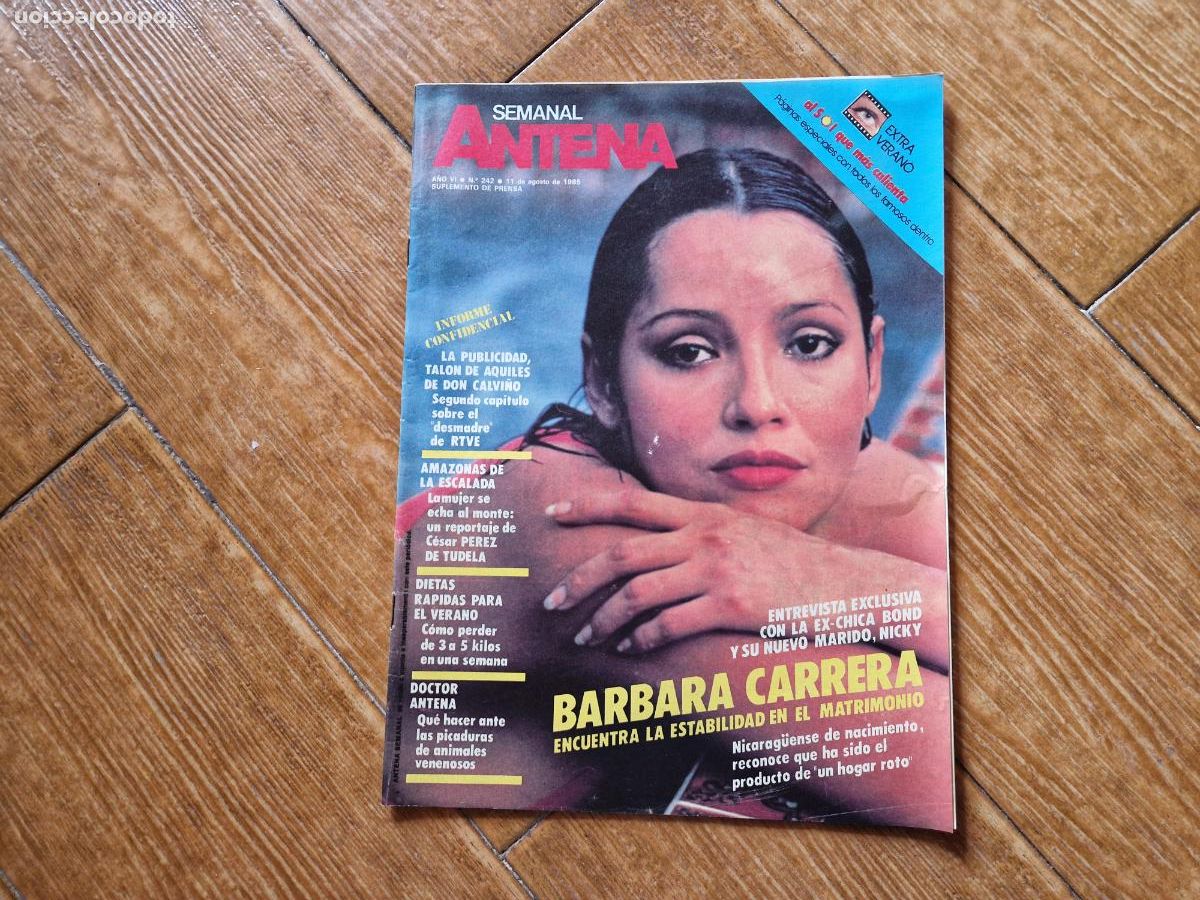 todocoleccion
SEMANAL
ANTENA
AÑO VI ● N.º 242 ● 11 de agosto de 1985
SUPLEMENTO DE PRENSA
EXTRA
VERANO
al SOl que más calienta
Páginas especiales con todos los famosos dentro
INFORME
CONFIDENCIAL
LA PUBLICIDAD,
TALON DE AQUILES
DE DON CALVIÑO
Segundo capítulo
sobre el
"desmadre"
de RTVE
AMAZONAS DE
LA ESCALADA
Lamujer se
echa al monte:
un reportaje de
César PEREZ
DE TUDELA
DIETAS
RAPIDAS PARA
EL VERANO
Cómo perder
de 3 a 5 kilos
en una semana
DOCTOR
ANTENA
Qué hacer ante
las picaduras
de animales
venenosos
ENTREVISTA EXCLUSIVA
CON LA EX-CHICA BOND
Y SU NUEVO MARIDO, NICKY
BARBARA CARRERA
ENCUENTRA LA ESTABILIDAD EN EL MATRIMONIO
Nicaragüense de nacimiento,
reconoce que ha sido el
producto de "un hogar roto"
ANTENA SEMANAL